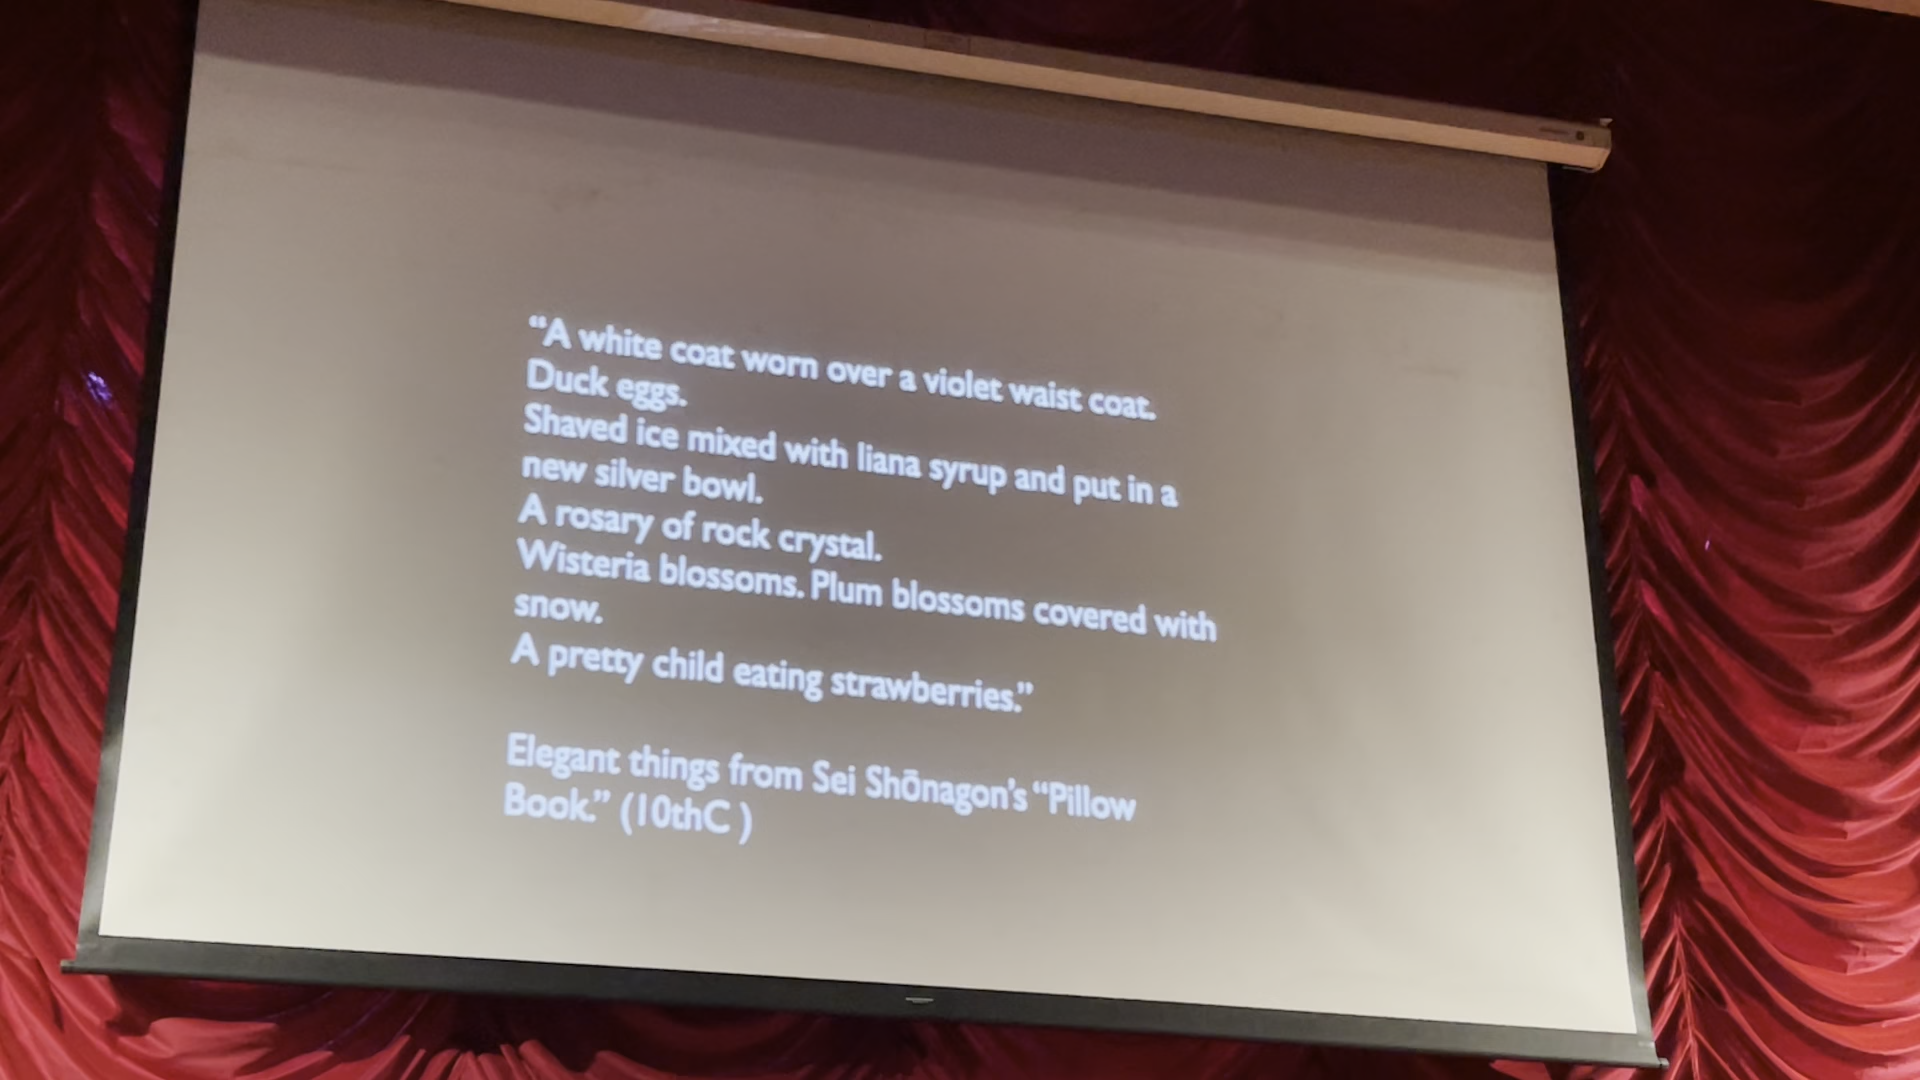 “A white coat worn over a violet waist coat.
Duck eggs.
Shaved ice mixed with liana syrup and put in a
new silver bowl.
A rosary of rock crystal.
Wisteria blossoms. Plum blossoms covered with
snow.
A pretty child eating strawberries.”
Elegant things from Sei Shōnagon’s “Pillow
Book.” (10thC )